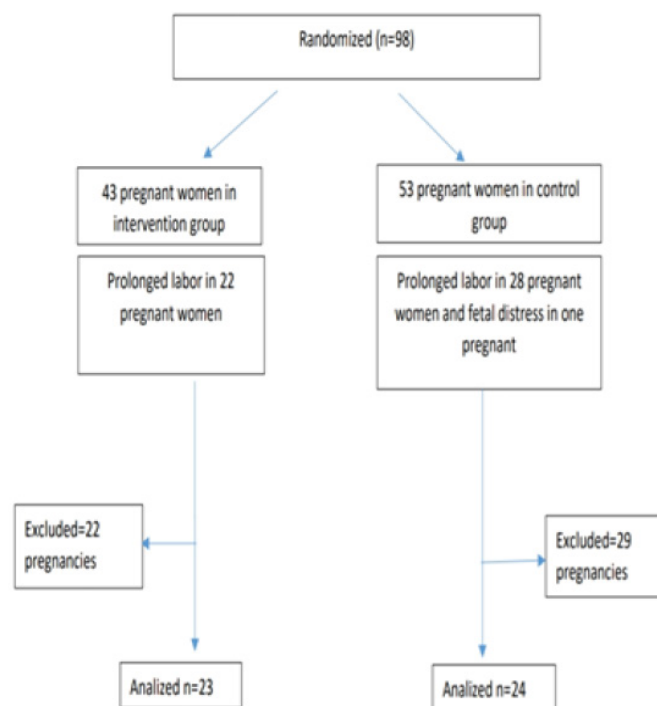 Randomized (n=98)
43 pregnant women in
intervention group
53 pregnant women in control
group
Prolonged labor in 22
pregnant women
Prolonged labor in 28 pregnant
women and fetal distress in one
pregnant
Excluded=22
pregnancies
Excluded=29
pregnancies
Analized n=23
Analized n=24